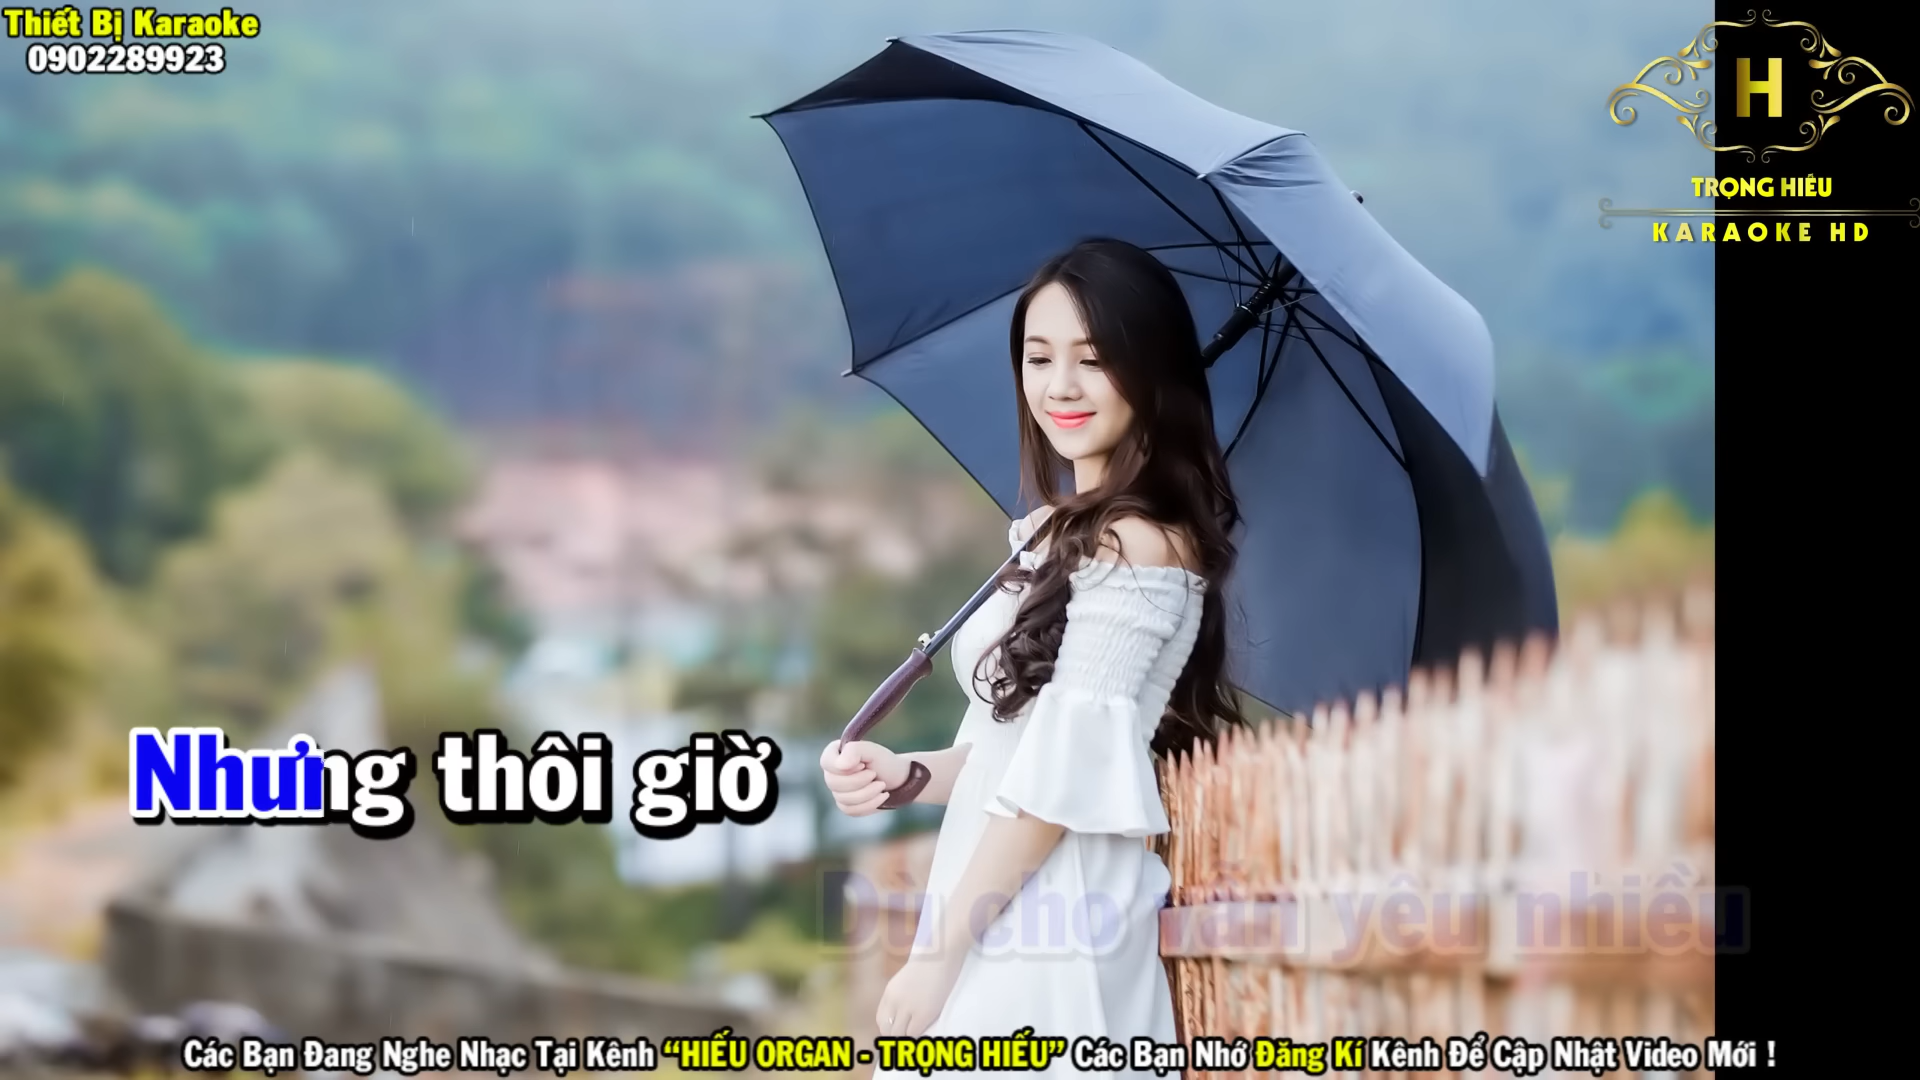 Thiết Bị Karaoke
0902289923
H
TRỌNG HIẾU
KARAOKE HD
Nhưng thôi giờ
Dù cho vẫn yêu nhiều
Các Bạn Đang Nghe Nhạc Tại Kênh “HIẾU ORGAN - TRỌNG HIẾU” Các Bạn Nhớ Đăng Kí Kênh Để Cập Nhật Video Mới !